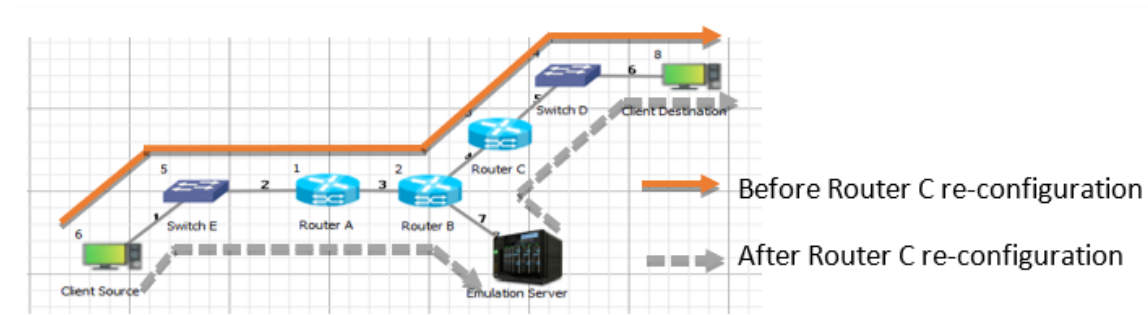 8
6
Switch D
Client Destination
5
3
Router C
4
5
1
2
2
3
Before Router C re-configuration
1
Switch E
Router A
Router B
7
6
After Router C re-configuration
Client Source
Emulation Server